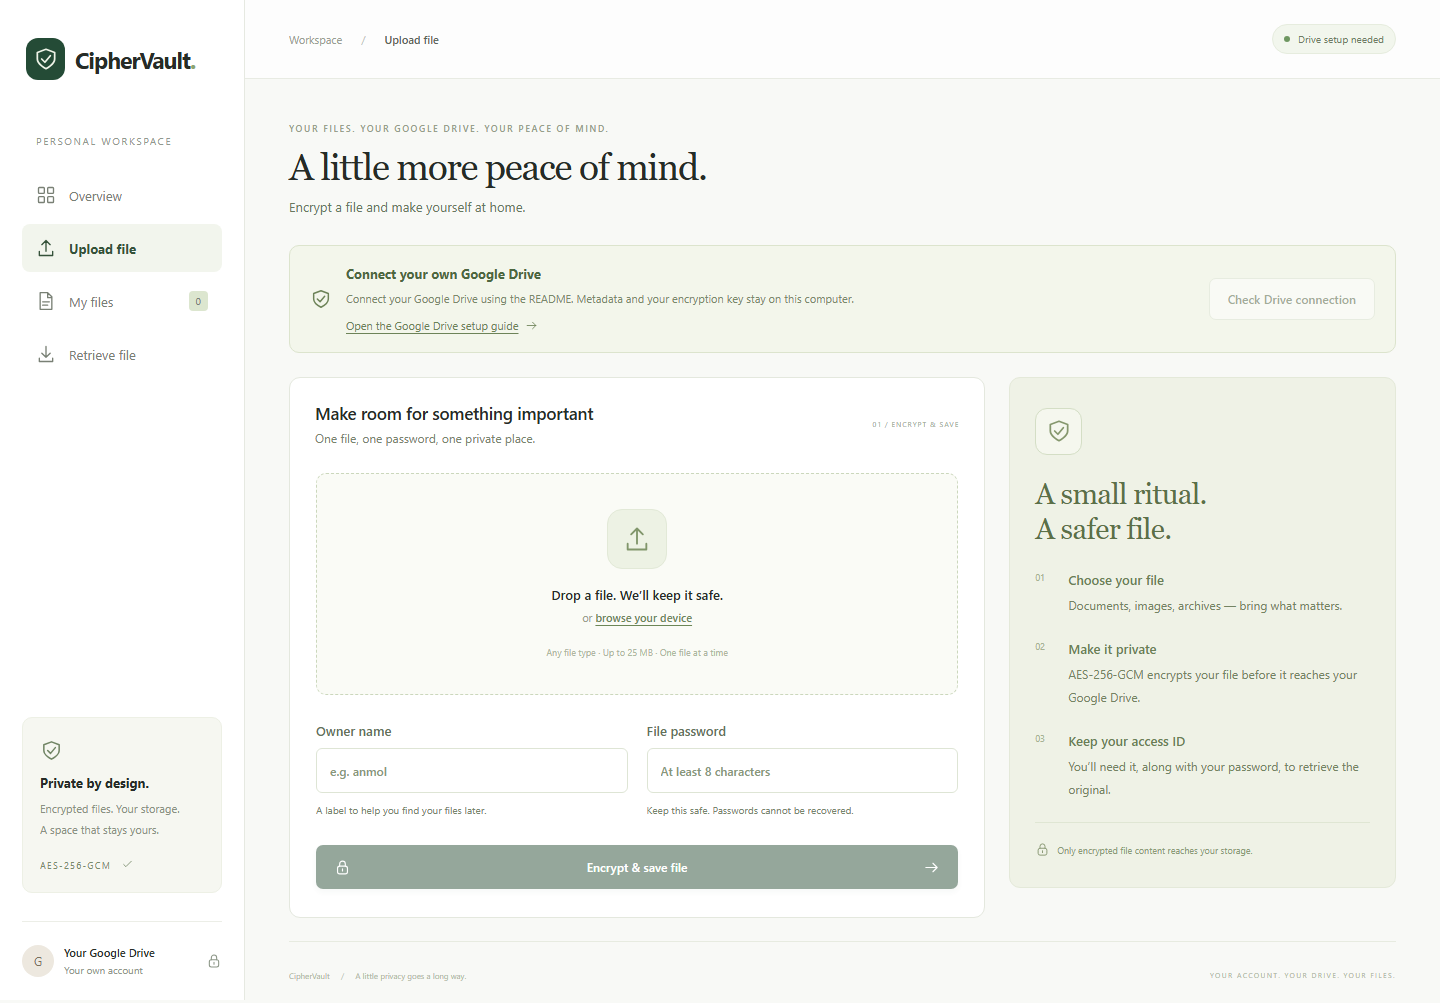 CipherVault.
PERSONAL WORKSPACE
Overview
Upload file
My files
0
Retrieve file
Private by design.
Encrypted files. Your storage.
A space that stays yours.
AES-256-GCM
G
Your Google Drive
Your own account
Workspace / Upload file
Drive setup needed
YOUR FILES. YOUR GOOGLE DRIVE. YOUR PEACE OF MIND.
A little more peace of mind.
Encrypt a file and make yourself at home.
Connect your own Google Drive
Connect your Google Drive using the README. Metadata and your encryption key stay on this computer.
Open the Google Drive setup guide →
Check Drive connection
Make room for something important
One file, one password, one private place.
01 / ENCRYPT & SAVE
Drop a file. We’ll keep it safe.
or browse your device
Any file type · Up to 25 MB · One file at a time
Owner name
e.g. anmol
A label to help you find your files later.
File password
At least 8 characters
Keep this safe. Passwords cannot be recovered.
Encrypt & save file →
A small ritual.
A safer file.
01 Choose your file
Documents, images, archives — bring what matters.
02 Make it private
AES-256-GCM encrypts your file before it reaches your
Google Drive.
03 Keep your access ID
You’ll need it, along with your password, to retrieve the
original.
Only encrypted file content reaches your storage.
CipherVault / A little privacy goes a long way.
YOUR ACCOUNT. YOUR DRIVE. YOUR FILES.